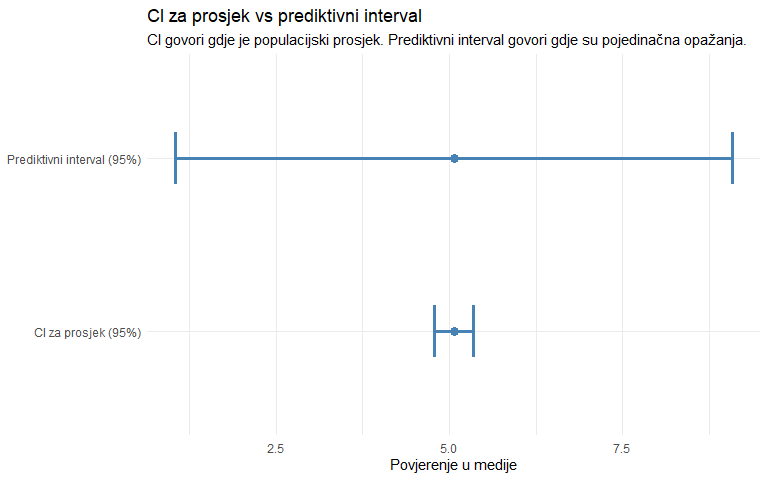 CI za prosjek vs prediktivni interval
CI govori gdje je populacijski prosjek. Prediktivni interval govori gdje su pojedinačna opažanja.
Prediktivni interval (95%)
CI za prosjek (95%)
2.5 5.0 7.5
Povjerenje u medije